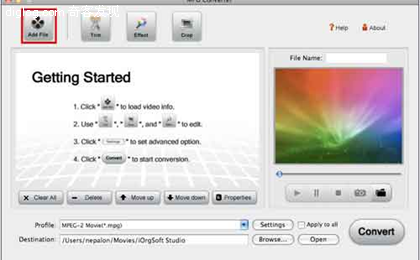 Add File
Trim
Effect
Crop
Help
About
File Name:
Getting Started
1. Click " " to load video info.
2. Use " ", " ", and " " to edit.
3. Click " Settings " to set advanced option.
4. Click " Convert " to start conversion.
Clear All
Delete
Move up
Move down
Properties
Profile:
MPEG-2 Movie(*.mpg)
Settings
Apply to all
Convert
Destination:
/Users/nepalon/Movies/iOrgSoft Studio
Browse...
Open